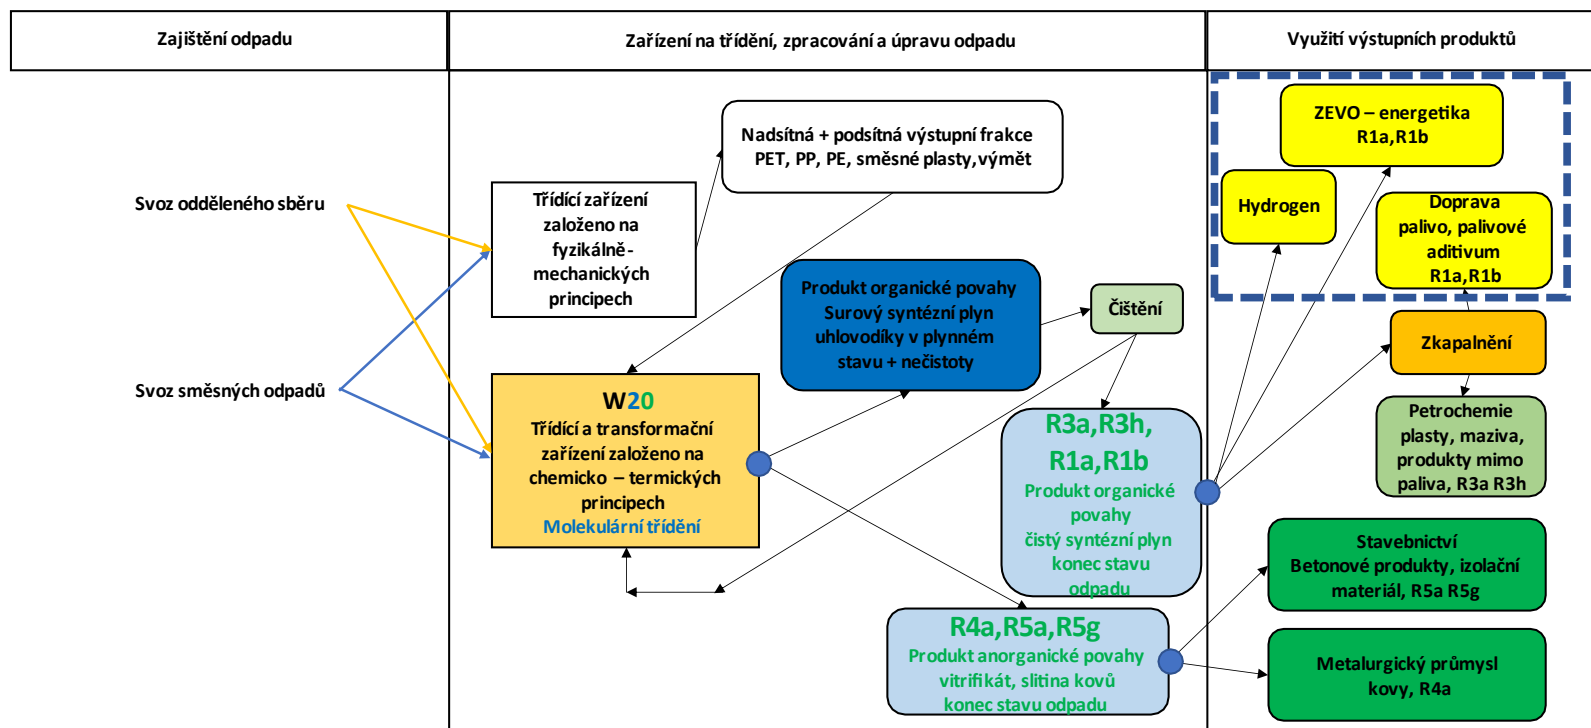 Zajištění odpadu
Zařízení na třídění, zpracování a úpravu odpadu
Využití výstupních produktů
Svoz odděleného sběru
Svoz směsných odpadů
Nadsítná + podsítná výstupní frakce
PET, PP, PE, směsné plasty, výmět
Třídící zařízení
založeno na
fyzikálně-
mechanických
principech
Produkt organické povahy
Surový syntézní plyn
uhlovodíky v plynném
stavu + nečistoty
Čištění
W20
Třídící a transformační
zařízení založeno na
chemicko – termických
principech
Molekulární třídění
R3a,R3h,
R1a,R1b
Produkt organické
povahy
čistý syntézní plyn
konec stavu
odpadu
R4a,R5a,R5g
Produkt anorganické povahy
vitrifikát, slitina kovů
konec stavu odpadu
ZEVO – energetika
R1a,R1b
Hydrogen
Doprava
palivo, palivové
aditivum
R1a,R1b
Zkapalnění
Petrochemie
plasty, maziva,
produkty mimo
paliva, R3a R3h
Stavebnictví
Betonové produkty, izolační
materiál, R5a R5g
Metalurgický průmysl
kovy, R4a